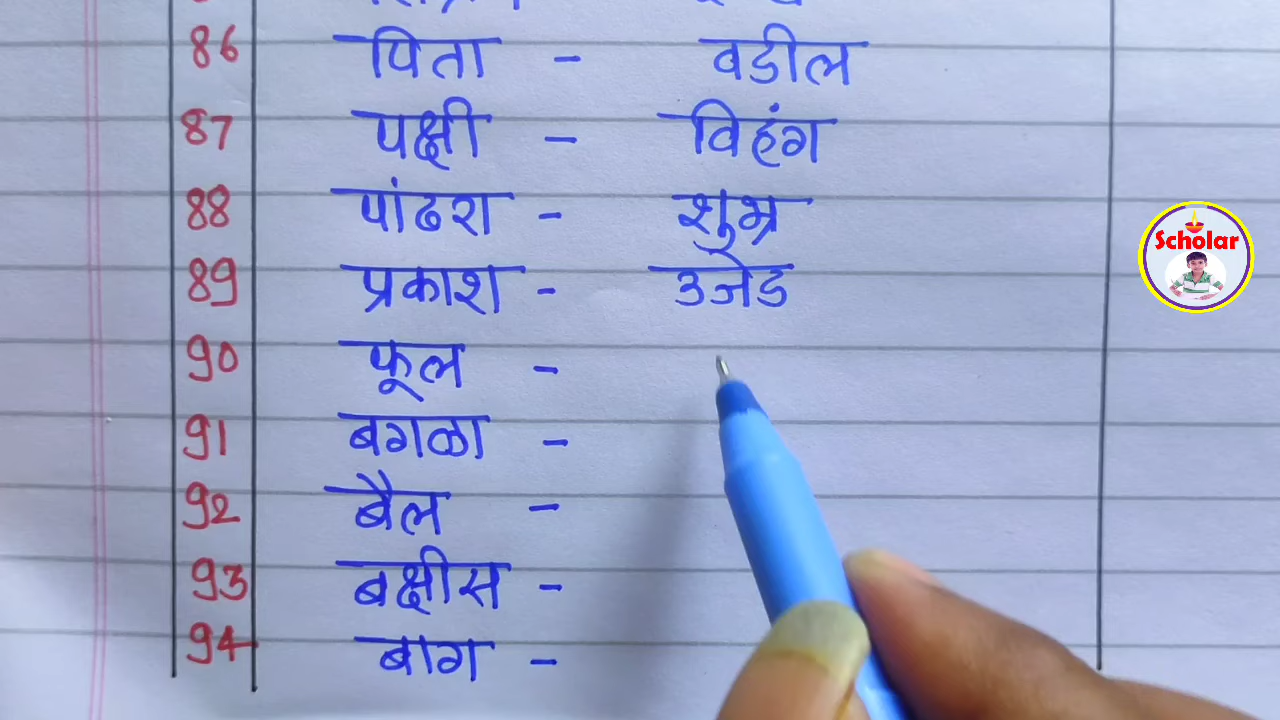 86 पिता - वडील
87 पक्षी - विहंग
88 पांढरा - शुभ्र
89 प्रकाश - उजेड
90 फूल -
91 बगळा -
92 बैल -
93 बक्षीस -
94 बाग -
Scholar